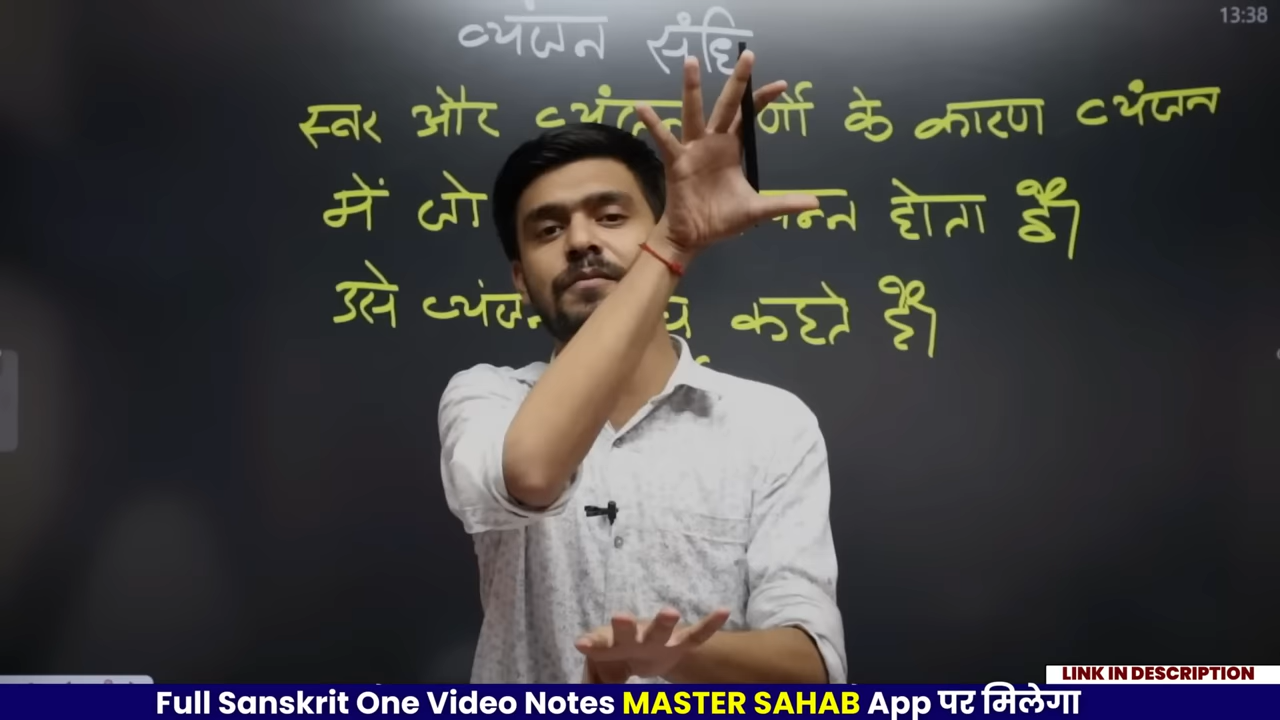 13:38
व्यंजन संधि
स्वर और के कारण व्यंजन
में जो होता है।
उसे कहते हैं।
LINK IN DESCRIPTION
Full Sanskrit One Video Notes MASTER SAHAB App पर मिलेगा